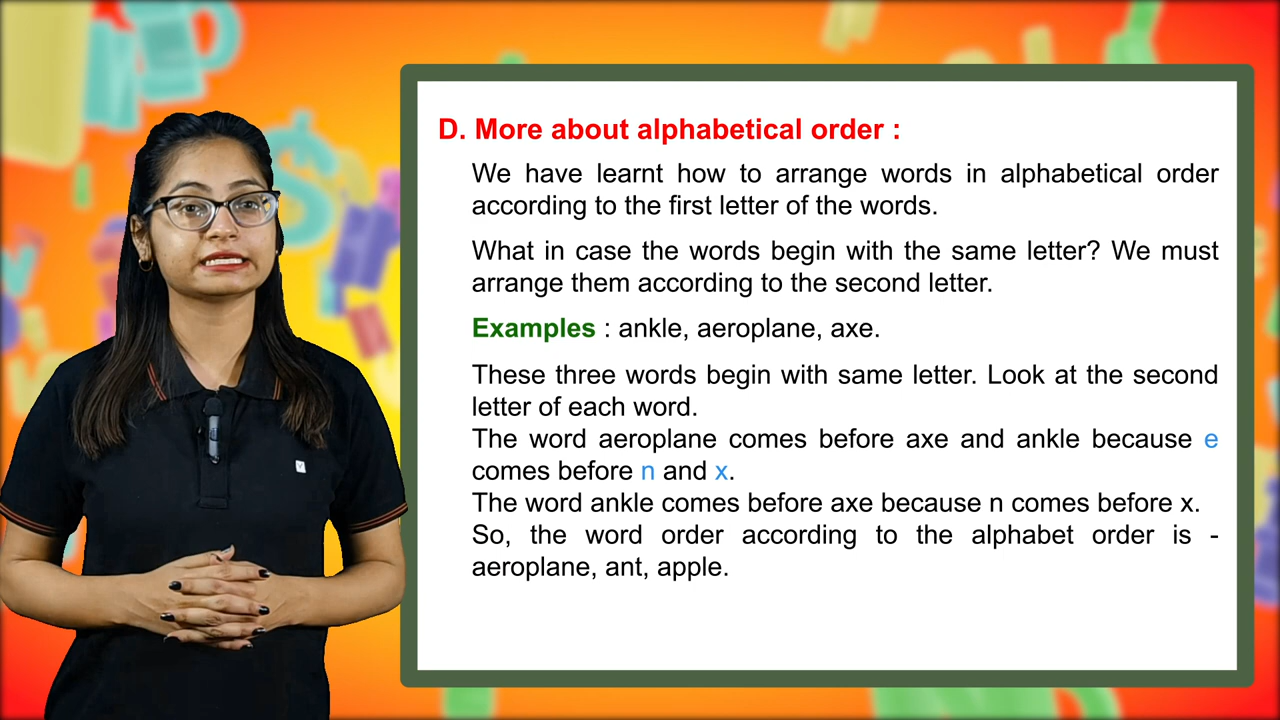 D. More about alphabetical order :
We have learnt how to arrange words in alphabetical order
according to the first letter of the words.
What in case the words begin with the same letter? We must
arrange them according to the second letter.
Examples : ankle, aeroplane, axe.
These three words begin with same letter. Look at the second
letter of each word.
The word aeroplane comes before axe and ankle because e
comes before n and x.
The word ankle comes before axe because n comes before x.
So, the word order according to the alphabet order is -
aeroplane, ant, apple.